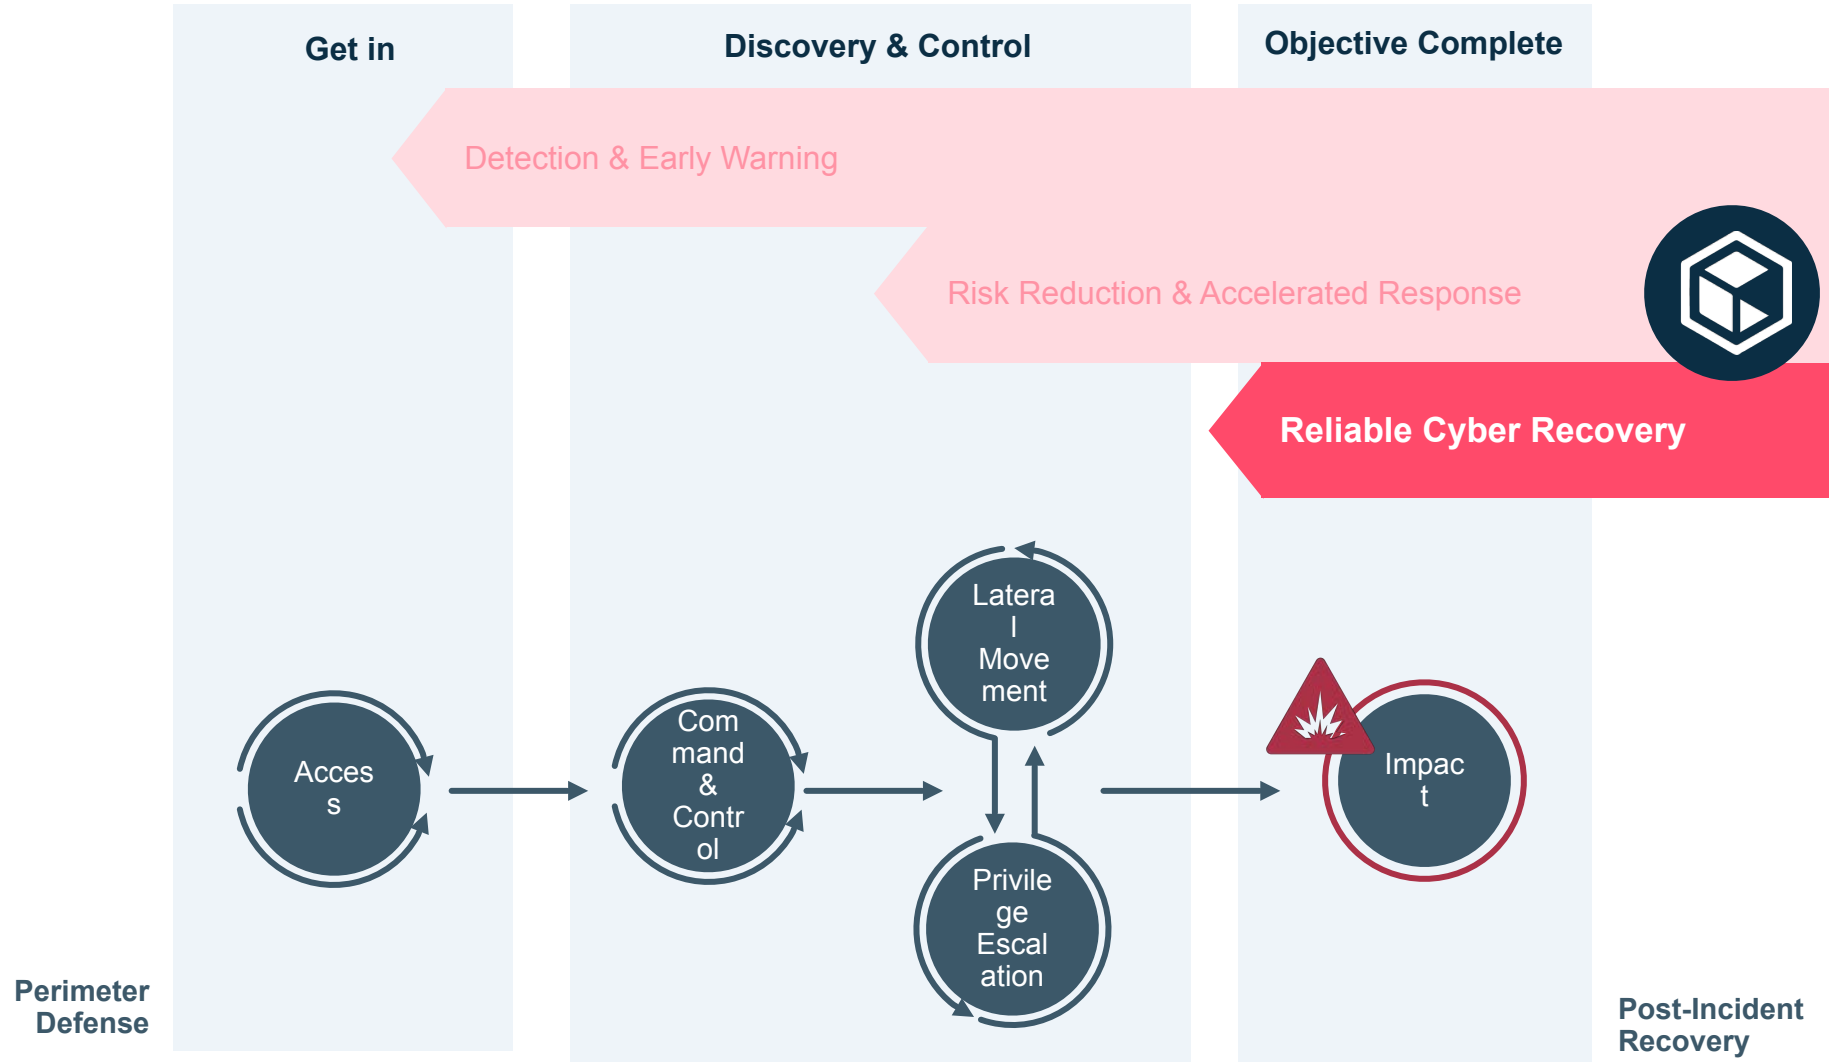 Get in
Discovery & Control
Objective Complete
Detection & Early Warning
Risk Reduction & Accelerated Response
Reliable Cyber Recovery
Latera
l
Move
ment
Acces
s
Com
mand
&
Contr
ol
Impac
t
Privile
ge
Escal
ation
Perimeter
Defense
Post-Incident
Recovery